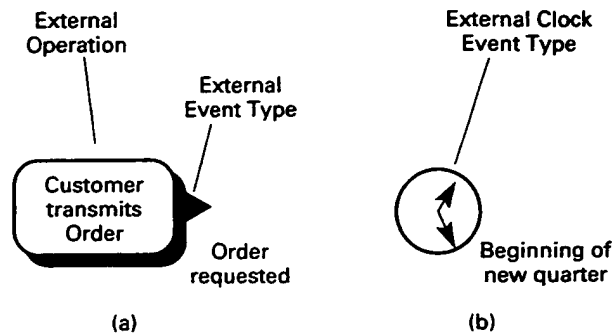 External
Operation
External
Event Type
Customer
transmits
Order
Order
requested
(a)
External Clock
Event Type
Beginning of
new quarter
(b)